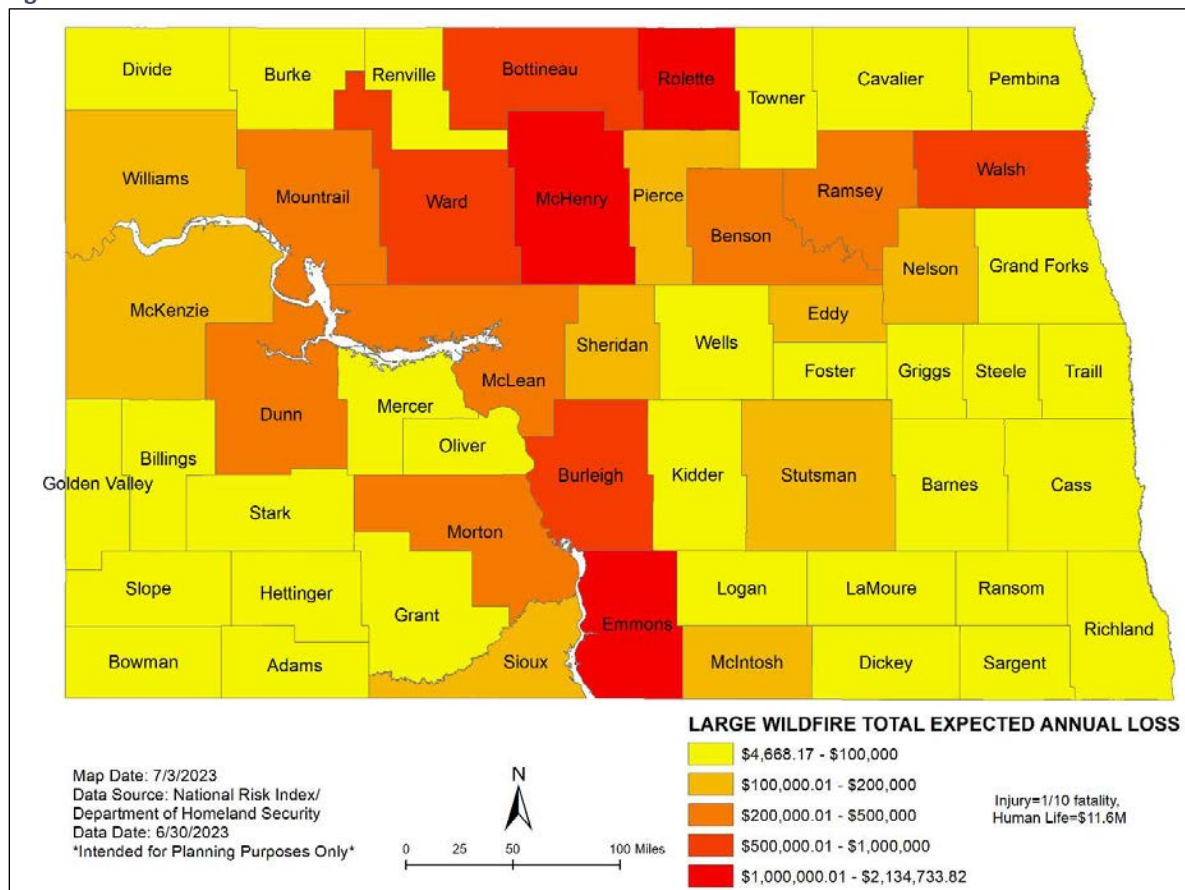 Divide
Burke
Renville
Bottineau
Rolette
Towner
Cavalier
Pembina
Williams
Mountrail
Ward
McHenry
Pierce
Benson
Ramsey
Walsh
Nelson
Grand Forks
McKenzie
Dunn
McLean
Sheridan
Wells
Eddy
Foster
Griggs
Steele
Traill
Mercer
Oliver
Golden Valley
Billings
Stark
Burleigh
Kidder
Stutsman
Barnes
Cass
Morton
Slope
Hettinger
Grant
Emmons
Logan
LaMoure
Ransom
Richland
Bowman
Adams
Sioux
McIntosh
Dickey
Sargent
LARGE WILDFIRE TOTAL EXPECTED ANNUAL LOSS
$4,668.17 - $100,000
$100,000.01 - $200,000
$200,000.01 - $500,000
$500,000.01 - $1,000,000
$1,000,000.01 - $2,134,733.82
Injury=1/10 fatality,
Human Life=$11.6M
Map Date: 7/3/2023
Data Source: National Risk Index/
Department of Homeland Security
Data Date: 6/30/2023
*Intended for Planning Purposes Only*
N
0 25 50 100 Miles